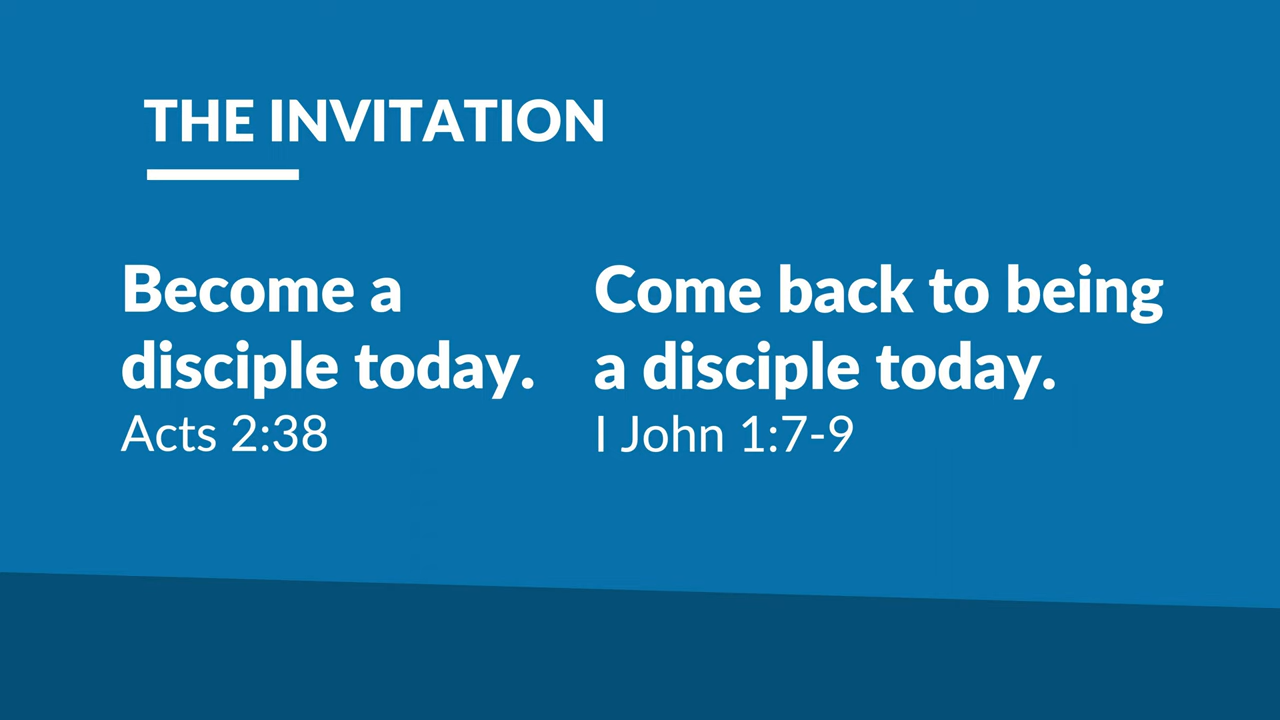 THE INVITATION
Become a
disciple today.
Acts 2:38
Come back to being
a disciple today.
I John 1:7-9